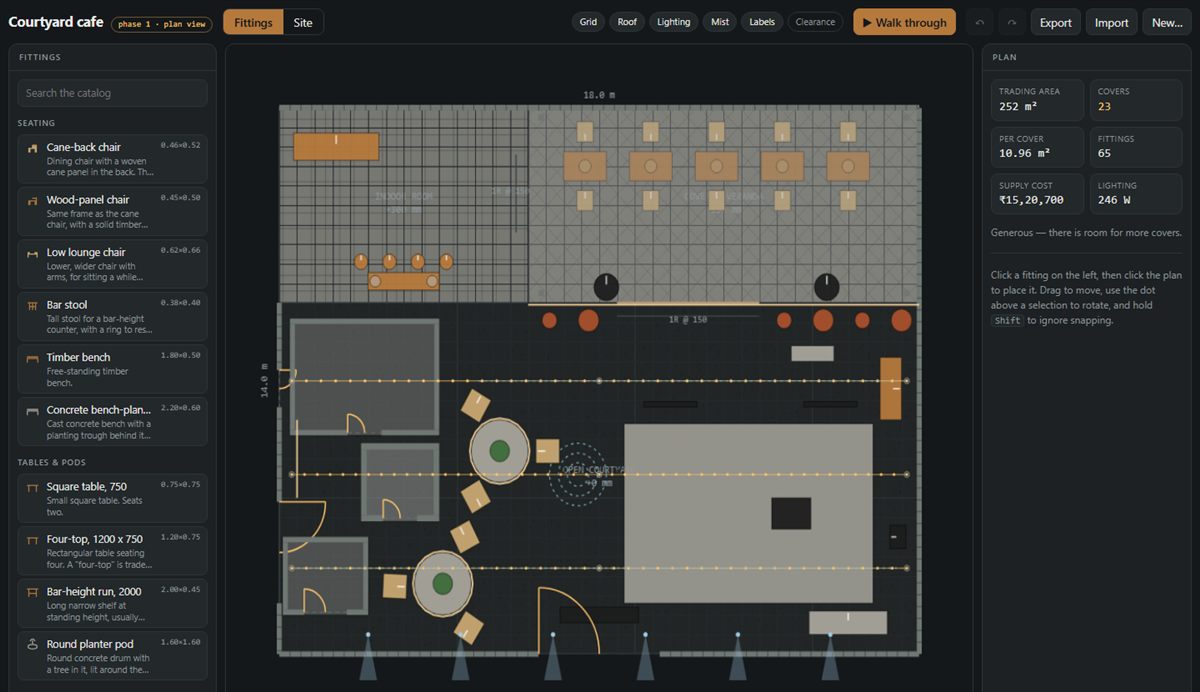 Courtyard cafe
phase 1 · plan view
Fittings
Site
Grid
Roof
Lighting
Mist
Labels
Clearance
▶ Walk through
Export
Import
New...
FITTINGS
Search the catalog
SEATING
Cane-back chair
0.46×0.52
Dining chair with a woven
cane panel in the back. Th...
Wood-panel chair
0.45×0.50
Same frame as the cane
chair, with a solid timber...
Low lounge chair
0.62×0.66
Lower, wider chair with
arms, for sitting a while...
Bar stool
0.38×0.40
Tall stool for a bar-height
counter, with a ring to res...
Timber bench
1.80×0.50
Free-standing timber
bench.
Concrete bench-plan...
2.20×0.60
Cast concrete bench with a
planting trough behind it...
TABLES & PODS
Square table, 750
0.75×0.75
Small square table. Seats
two.
Four-top, 1200 x 750
1.20×0.75
Rectangular table seating
four. A "four-top" is trade...
Bar-height run, 2000
2.00×0.45
Long narrow shelf at
standing height, usually...
Round planter pod
1.60×1.60
Round concrete drum with
a tree in it, lit around the...
18.0 m
14.0 m
INDOOR ROOM
1R @ 150
1R @ 150
OPEN COURTYA
+0 mm
PLAN
TRADING AREA
252 m²
COVERS
23
PER COVER
10.96 m²
FITTINGS
65
SUPPLY COST
₹15,20,700
LIGHTING
246 W
Generous — there is room for more covers.
Click a fitting on the left, then click the plan
to place it. Drag to move, use the dot
above a selection to rotate, and hold
Shift to ignore snapping.